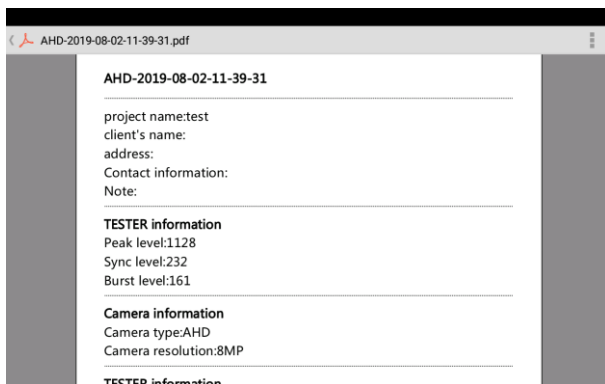 AHD-2019-08-02-11-39-31.pdf
AHD-2019-08-02-11-39-31
project name:test
client's name:
address:
Contact information:
Note:
TESTER information
Peak level:1128
Sync level:232
Burst level:161
Camera information
Camera type:AHD
Camera resolution:8MP
TESTER information